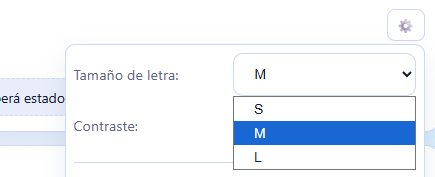 Tamaño de letra:
M
erá estado
S
Contraste:
M
L